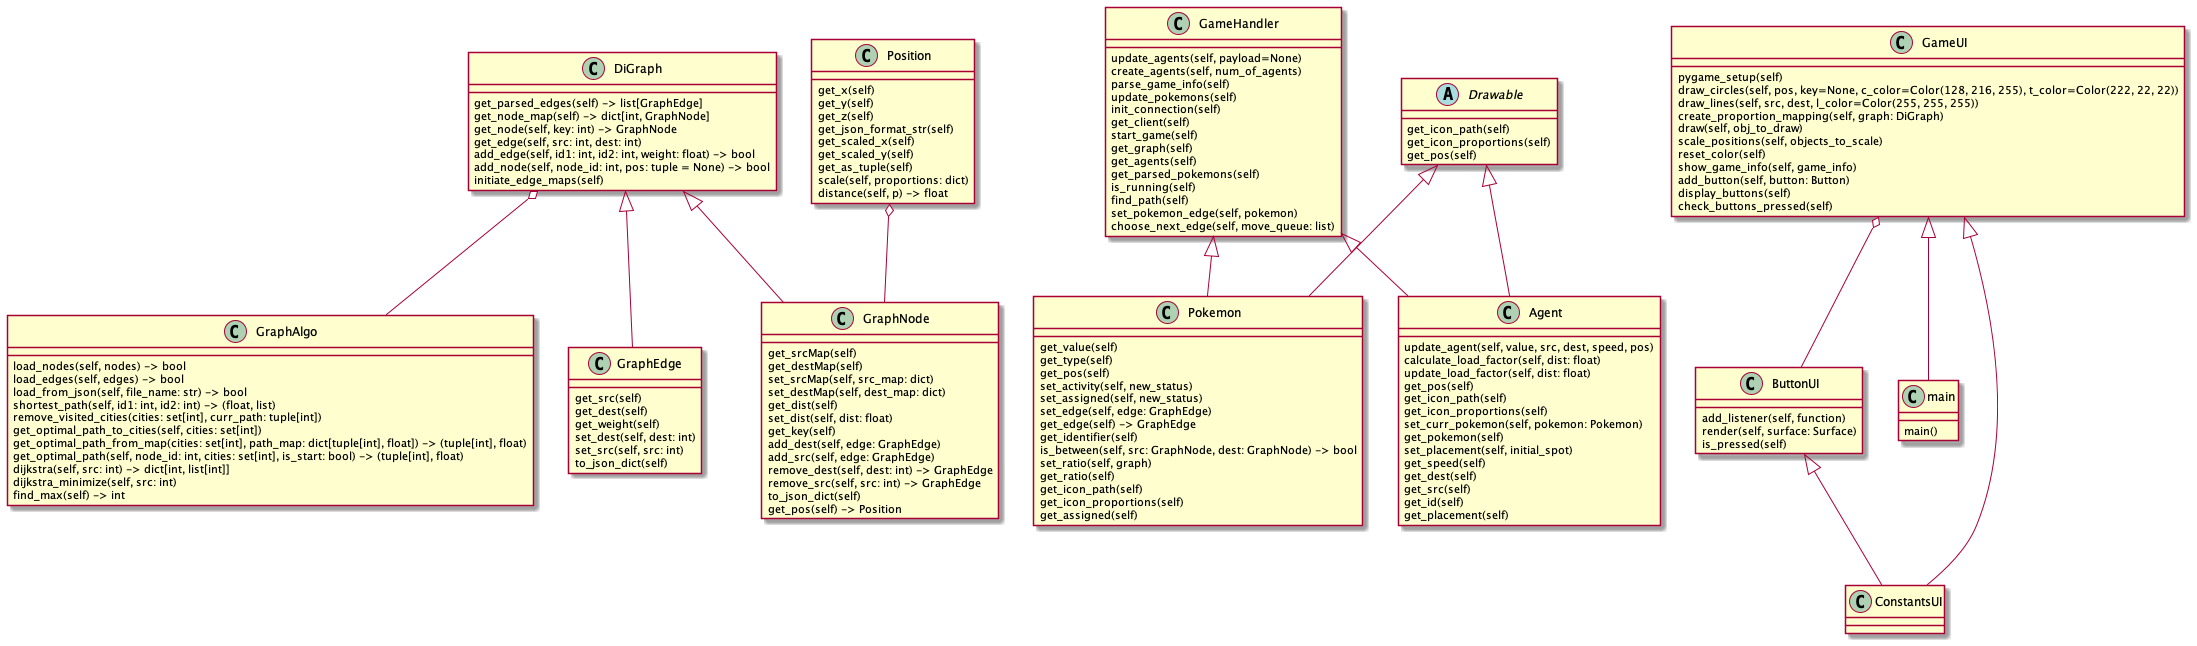 C DiGraph
get_parsed_edges(self) -> list[GraphEdge]
get_node_map(self) -> dict[int, GraphNode]
get_node(self, key: int) -> GraphNode
get_edge(self, src: int, dest: int)
add_edge(self, id1: int, id2: int, weight: float) -> bool
add_node(self, node_id: int, pos: tuple = None) -> bool
initiate_edge_maps(self)
C Position
get_x(self)
get_y(self)
get_z(self)
get_json_format_str(self)
get_scaled_x(self)
get_scaled_y(self)
get_as_tuple(self)
scale(self, proportions: dict)
distance(self, p) -> float
C GameHandler
update_agents(self, payload=None)
create_agents(self, num_of_agents)
parse_game_info(self)
update_pokemons(self)
init_connection(self)
get_client(self)
start_game(self)
get_graph(self)
get_agents(self)
get_parsed_pokemons(self)
is_running(self)
find_path(self)
set_pokemon_edge(self, pokemon)
choose_next_edge(self, move_queue: list)
A Drawable
get_icon_path(self)
get_icon_proportions(self)
get_pos(self)
C GameUI
pygame_setup(self)
draw_circles(self, pos, key=None, c_color=Color(128, 216, 255), t_color=Color(222, 22, 22))
draw_lines(self, src, dest, l_color=Color(255, 255, 255))
create_proportion_mapping(self, graph: DiGraph)
draw(self, obj_to_draw)
scale_positions(self, objects_to_scale)
reset_color(self)
show_game_info(self, game_info)
add_button(self, button: Button)
display_buttons(self)
check_buttons_pressed(self)
C GraphAlgo
load_nodes(self, nodes) -> bool
load_edges(self, edges) -> bool
load_from_json(self, file_name: str) -> bool
shortest_path(self, id1: int, id2: int) -> (float, list)
remove_visited_cities(cities: set[int], curr_path: tuple[int])
get_optimal_path_to_cities(self, cities: set[int])
get_optimal_path_from_map(cities: set[int], path_map: dict[tuple[int], float]) -> (tuple[int], float)
get_optimal_path(self, node_id: int, cities: set[int], is_start: bool) -> (tuple[int], float)
dijkstra(self, src: int) -> dict[int, list[int]]
dijkstra_minimize(self, src: int)
find_max(self) -> int
C GraphEdge
get_src(self)
get_dest(self)
get_weight(self)
set_dest(self, dest: int)
set_src(self, src: int)
to_json_dict(self)
C GraphNode
get_srcMap(self)
get_destMap(self)
set_srcMap(self, src_map: dict)
set_destMap(self, dest_map: dict)
get_dist(self)
set_dist(self, dist: float)
get_key(self)
add_dest(self, edge: GraphEdge)
add_src(self, edge: GraphEdge)
remove_dest(self, dest: int) -> GraphEdge
remove_src(self, src: int) -> GraphEdge
to_json_dict(self)
get_pos(self) -> Position
C Pokemon
get_value(self)
get_type(self)
get_pos(self)
set_activity(self, new_status)
set_assigned(self, new_status)
set_edge(self, edge: GraphEdge)
get_edge(self) -> GraphEdge
get_identifier(self)
is_between(self, src: GraphNode, dest: GraphNode) -> bool
set_ratio(self, graph)
get_ratio(self)
get_icon_path(self)
get_icon_proportions(self)
get_assigned(self)
C Agent
update_agent(self, value, src, dest, speed, pos)
calculate_load_factor(self, dist: float)
update_load_factor(self, dist: float)
get_pos(self)
get_icon_path(self)
get_icon_proportions(self)
set_curr_pokemon(self, pokemon: Pokemon)
get_pokemon(self)
set_placement(self, initial_spot)
get_speed(self)
get_dest(self)
get_src(self)
get_id(self)
get_placement(self)
C ButtonUI
add_listener(self, function)
render(self, surface: Surface)
is_pressed(self)
C main
main()
C ConstantsUI